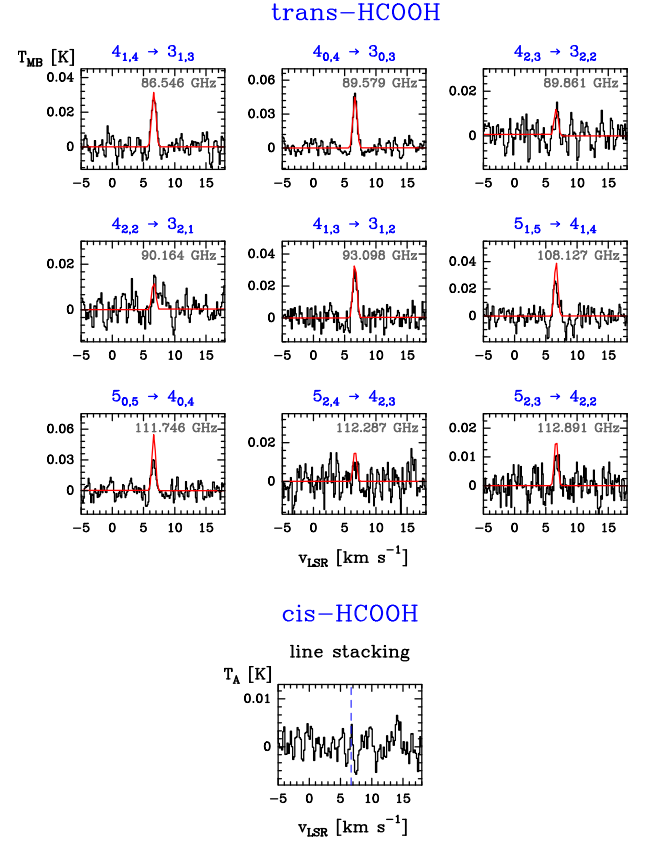 trans−HCOOH
T_MB [K]
4_1,4 → 3_1,3
4_0,4 → 3_0,3
4_2,3 → 3_2,2
86.546 GHz
89.579 GHz
89.861 GHz
0.04
0.02
0
0.06
0.03
0
0.02
0
−5 0 5 10 15
−5 0 5 10 15
−5 0 5 10 15
4_2,2 → 3_2,1
4_1,3 → 3_1,2
5_1,5 → 4_1,4
90.164 GHz
93.098 GHz
108.127 GHz
0.02
0
0.04
0.02
0
0.04
0.02
0
−5 0 5 10 15
−5 0 5 10 15
−5 0 5 10 15
5_0,5 → 4_0,4
5_2,4 → 4_2,3
5_2,3 → 4_2,2
111.746 GHz
112.287 GHz
112.891 GHz
0.06
0.03
0
0.02
0
0.02
0
−5 0 5 10 15
−5 0 5 10 15
−5 0 5 10 15
v_LSR [km s⁻¹]
cis−HCOOH
line stacking
T_A [K]
0.01
0
−5 0 5 10 15
v_LSR [km s⁻¹]